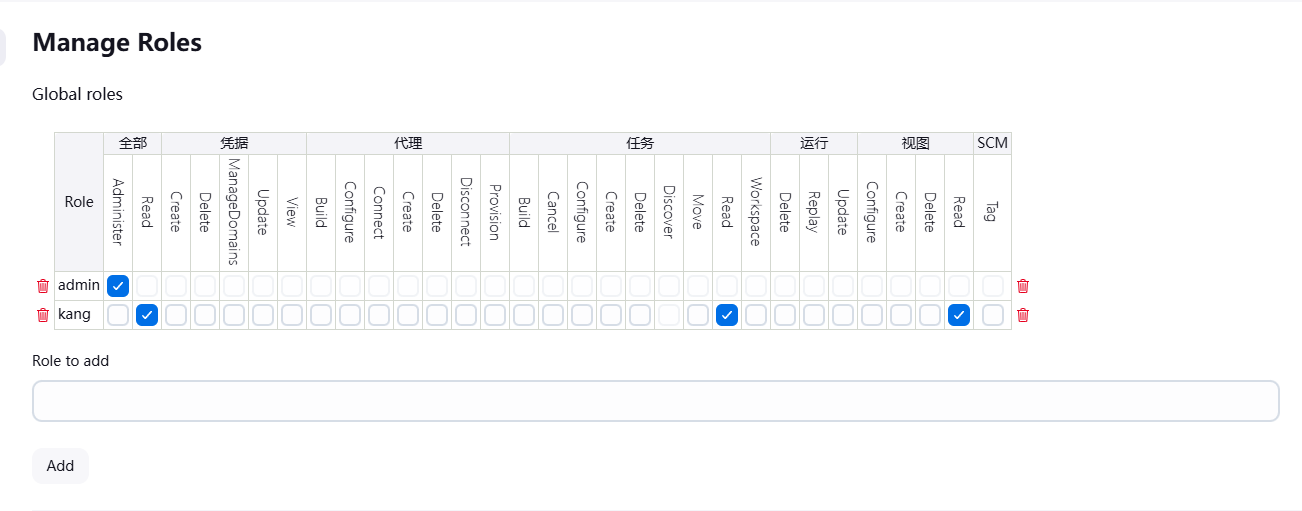 Manage Roles
Global roles
Role
全部 凭据 代理 任务 运行 视图 SCM
Administer Read Create Delete ManageDomains Update View Build Configure Connect Create Delete Disconnect Provision Build Cancel Configure Create Delete Discover Move Read Workspace Delete Replay Update Configure Create Delete Read Tag
admin
kang
Role to add
Add